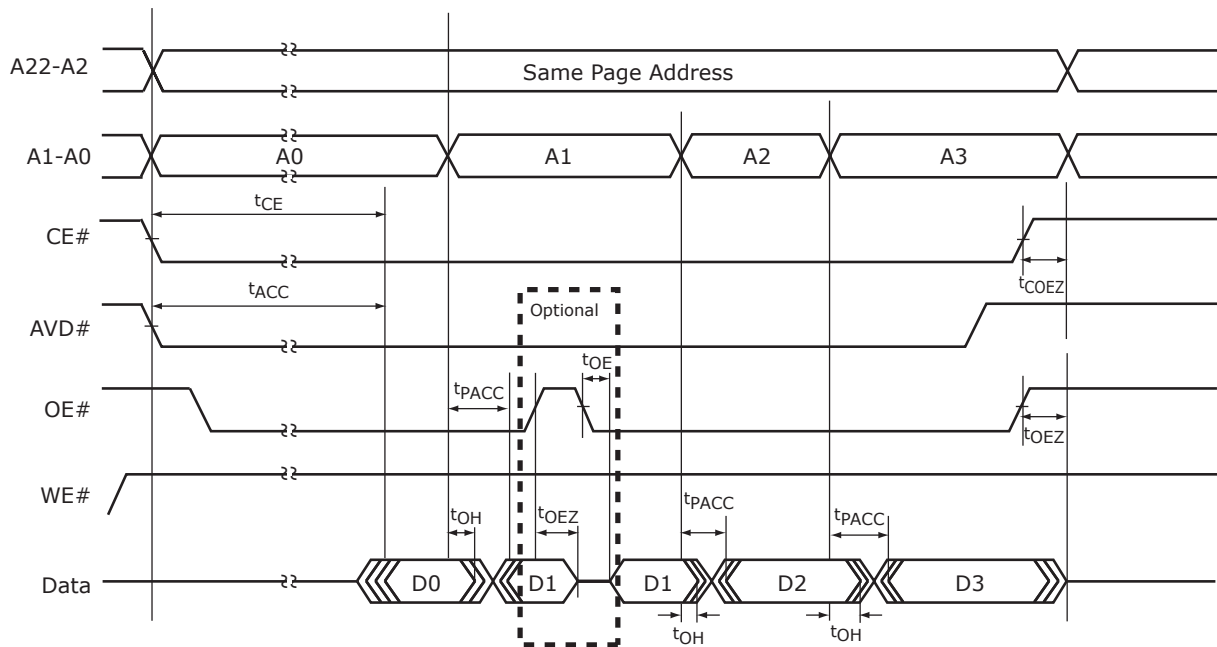 A22-A2
Same Page Address
A1-A0
A0
A1
A2
A3
tCE
CE#
tCOEZ
tACC
AVD#
Optional
tOE
tPACC
OE#
tOEZ
WE#
tOH
tOEZ
tPACC
tPACC
Data
D0
D1
D1
D2
D3
tOH
tOH